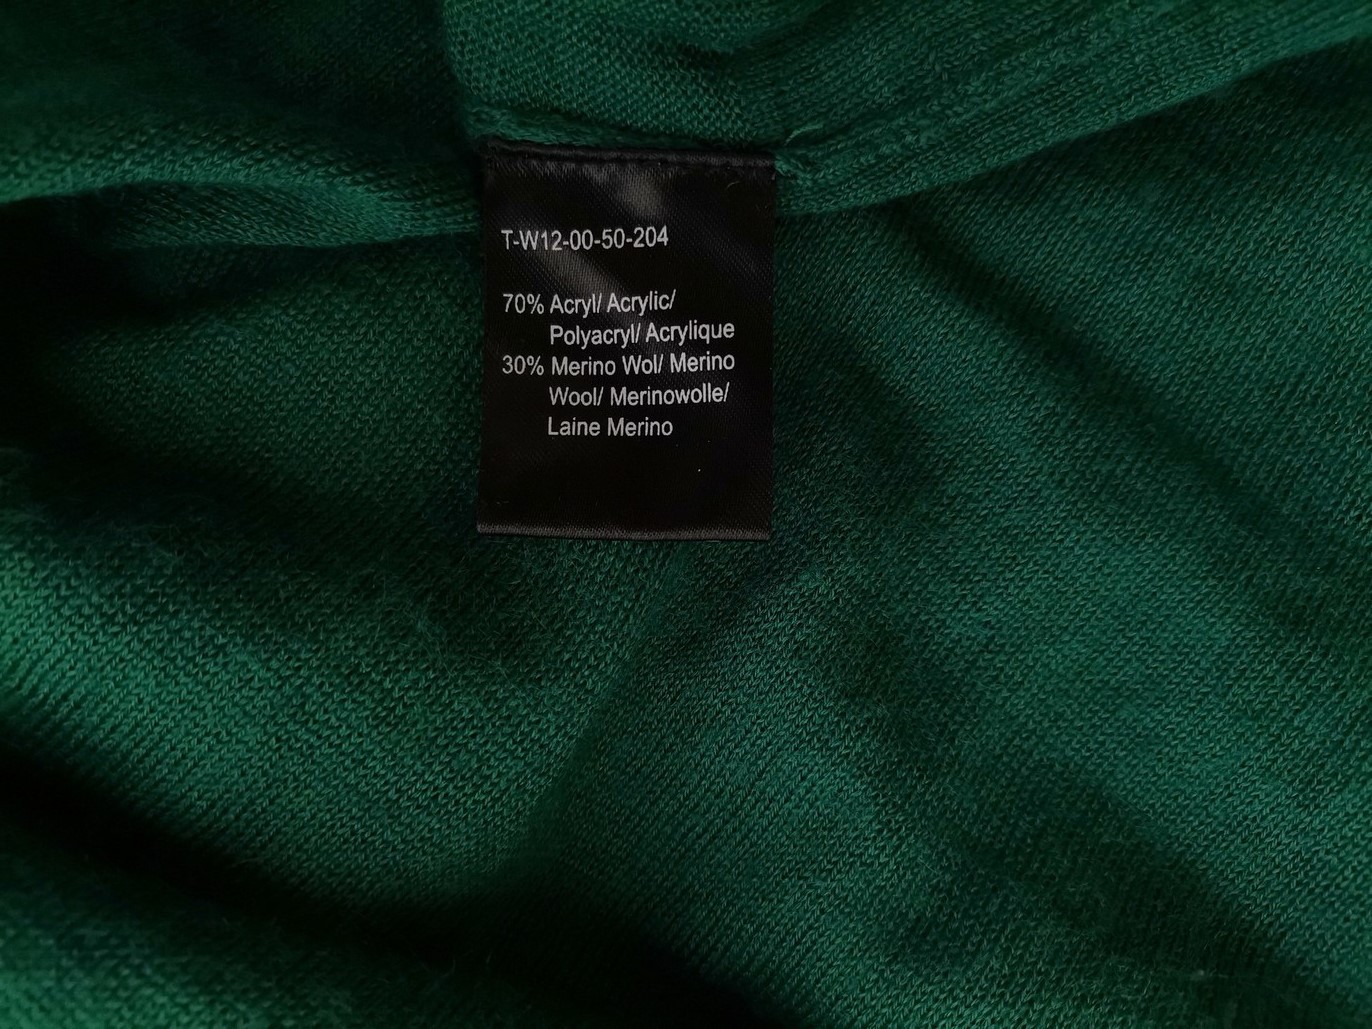 T-W12-00-50-204
70% Acryl/ Acrylic/
Polyacryl/ Acrylique
30% Merino Wol/ Merino
Wool/ Merinowolle/
Laine Merino